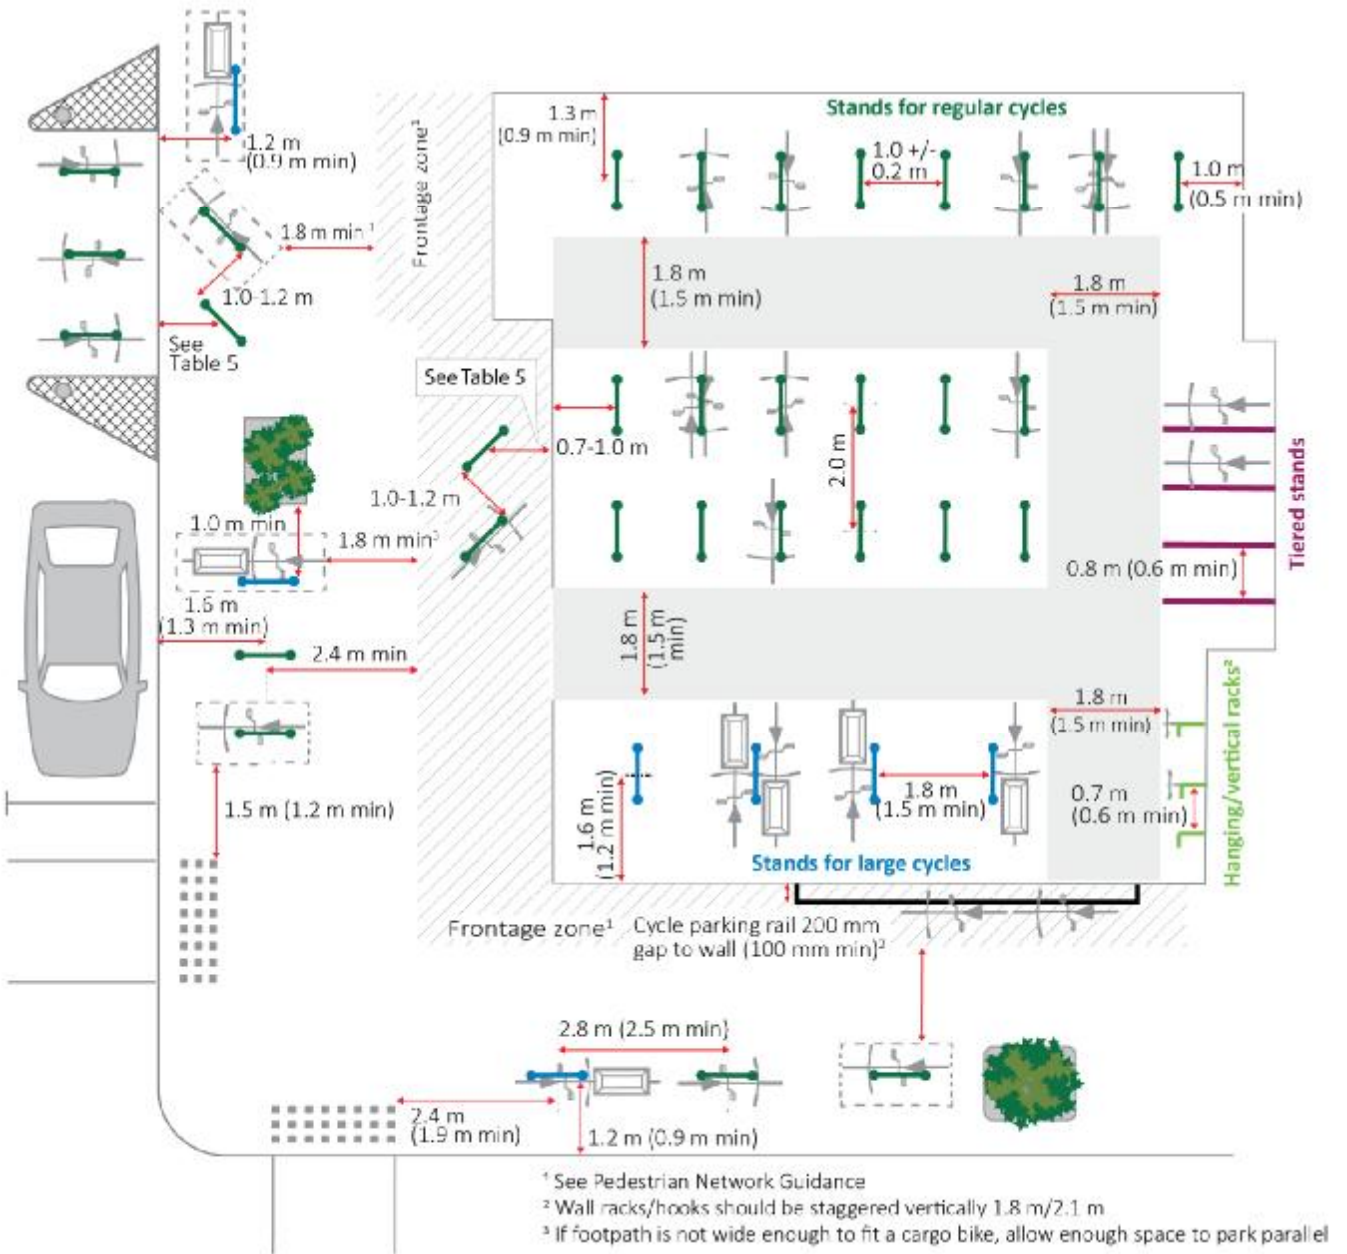 Stands for regular cycles
1.3 m
(0.9 m min)
1.0 +/-
0.2 m
1.0 m
(0.5 m min)
1.2 m
(0.9 m min)
Frontage zone¹
1.8 m min ¹
1.0-1.2 m
See
Table 5
1.8 m
(1.5 m min)
1.8 m
(1.5 m min)
See Table 5
0.7-1.0 m
2.0 m
1.0-1.2 m
1.0 m min
1.8 m min³
Tiered stands
0.8 m (0.6 m min)
1.6 m
(1.3 m min)
2.4 m min
1.8 m
(1.5 m
min)
1.8 m
(1.5 m min)
Hanging/vertical racks²
1.5 m (1.2 m min)
1.6 m
(1.2 m min)
1.8 m
(1.5 m min)
0.7 m
(0.6 m min)
Stands for large cycles
Frontage zone¹
Cycle parking rail 200 mm
gap to wall (100 mm min)²
2.8 m (2.5 m min)
2.4 m
(1.9 m min)
1.2 m (0.9 m min)
¹ See Pedestrian Network Guidance
² Wall racks/hooks should be staggered vertically 1.8 m/2.1 m
³ If footpath is not wide enough to fit a cargo bike, allow enough space to park parallel